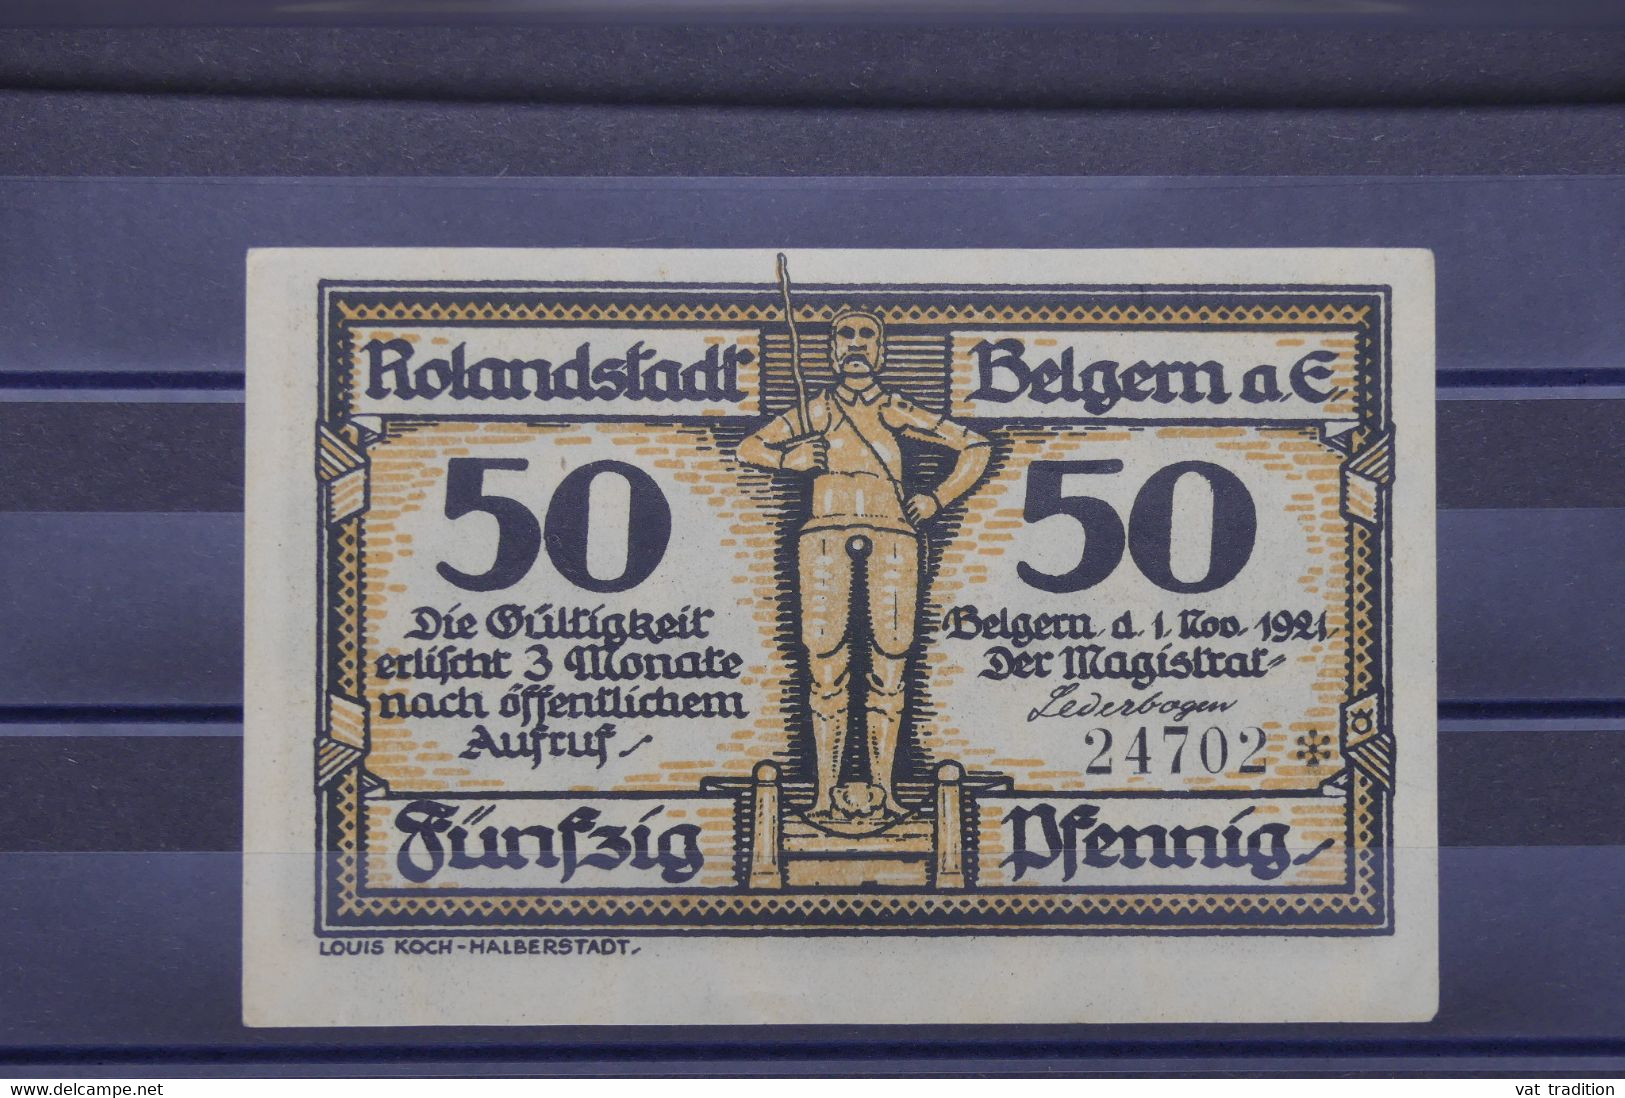 Rolandstadt
Belgern a. E.
50
50
Die Gültigkeit
erlischt 3 Monate
nach öffentlichem
Aufruf
Belgern, d. 1. Nov. 1921.
Der Magistrat
Lederbogen
24702 *
Fünfzig
Pfennig
LOUIS KOCH-HALBERSTADT
www.delcampe.net
vat tradition